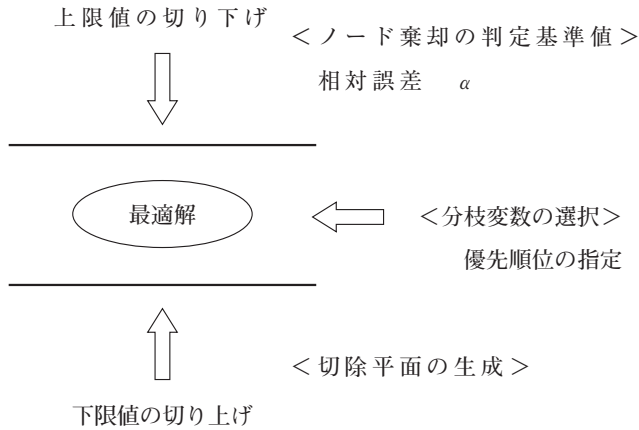 上限値の切り下げ
＜ノード棄却の判定基準値＞
相対誤差　α
最適解
＜分枝変数の選択＞
優先順位の指定
＜切除平面の生成＞
下限値の切り上げ